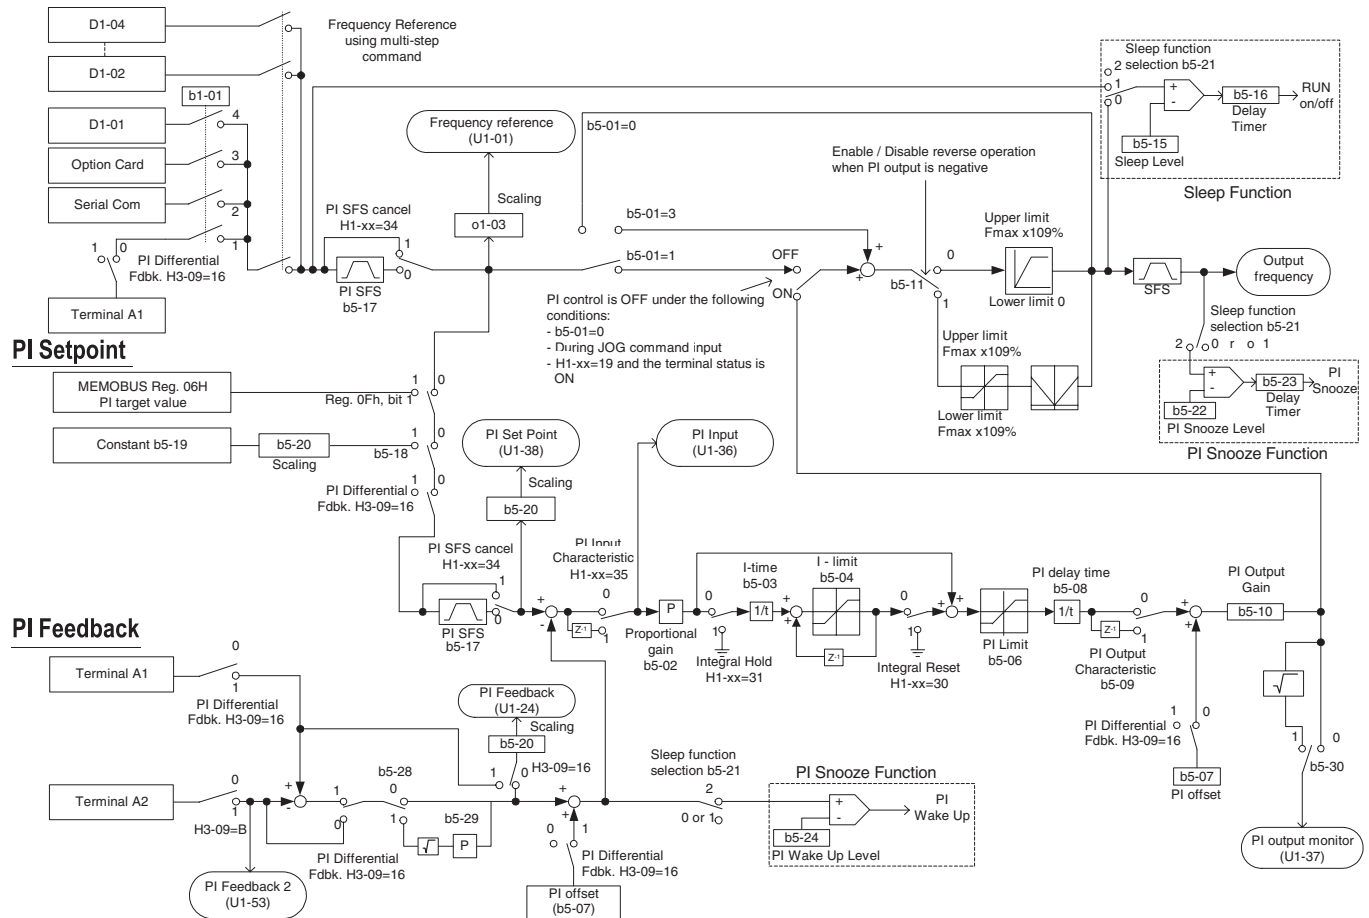 D1-04
D1-02
b1-01
D1-01
Option Card
Serial Com
4
3
2
1
1 0
PI Differential
Fdbk. H3-09=16
Terminal A1
Frequency Reference
using multi-step
command
Frequency reference
(U1-01)
Scaling
o1-03
PI SFS cancel
H1-xx=34
1
0
PI SFS
b5-17
b5-01=0
b5-01=3
b5-01=1
OFF
ON
PI control is OFF under the following
conditions:
- b5-01=0
- During JOG command input
- H1-xx=19 and the terminal status is
ON
Enable / Disable reverse operation
when PI output is negative
b5-11
0
1
Upper limit
Fmax x109%
Lower limit 0
Upper limit
Fmax x109%
Lower limit
Fmax x109%
Sleep function
selection b5-21
2
1
0
+
-
b5-16
Delay
Timer
RUN
on/off
b5-15
Sleep Level
Sleep Function
SFS
Output
frequency
Sleep function
selection b5-21
2 0 r o 1
+
-
b5-23
Delay
Timer
PI
Snooze
b5-22
PI Snooze Level
PI Snooze Function
PI Setpoint
MEMOBUS Reg. 06H
PI target value
1 0
Reg. 0Fh, bit 1
Constant b5-19
b5-20
Scaling
1 0
b5-18
1 0
PI Differential
Fdbk. H3-09=16
PI Set Point
(U1-38)
Scaling
b5-20
PI Input
(U1-36)
PI SFS cancel
H1-xx=34
1
0
PI SFS
b5-17
+
-
PI Input
Characteristic
H1-xx=35
0
1
Z-1
P
Proportional
gain
b5-02
0
1
Integral Hold
H1-xx=31
I-time
b5-03
1/t
+
+
I - limit
b5-04
Z-1
0
1
Integral Reset
H1-xx=30
+
+
PI Limit
b5-06
PI delay time
b5-08
1/t
Z-1
0
1
PI Output
Characteristic
b5-09
+
+
PI Output
Gain
b5-10
1 0
PI Differential
Fdbk. H3-09=16
b5-07
PI offset
√
1 0
b5-30
PI output monitor
(U1-37)
PI Feedback
Terminal A1
0
1
PI Differential
Fdbk. H3-09=16
Terminal A2
0
1
H3-09=B
PI Feedback 2
(U1-53)
+
-
1
0
PI Differential
Fdbk. H3-09=16
b5-28
0
1
b5-29
√
P
PI Feedback
(U1-24)
Scaling
b5-20
1 0
H3-09=16
+
+
0 1
PI Differential
Fdbk. H3-09=16
PI offset
(b5-07)
Sleep function
selection b5-21
2
0 or 1
PI Snooze Function
+
-
PI
Wake Up
b5-24
PI Wake Up Level